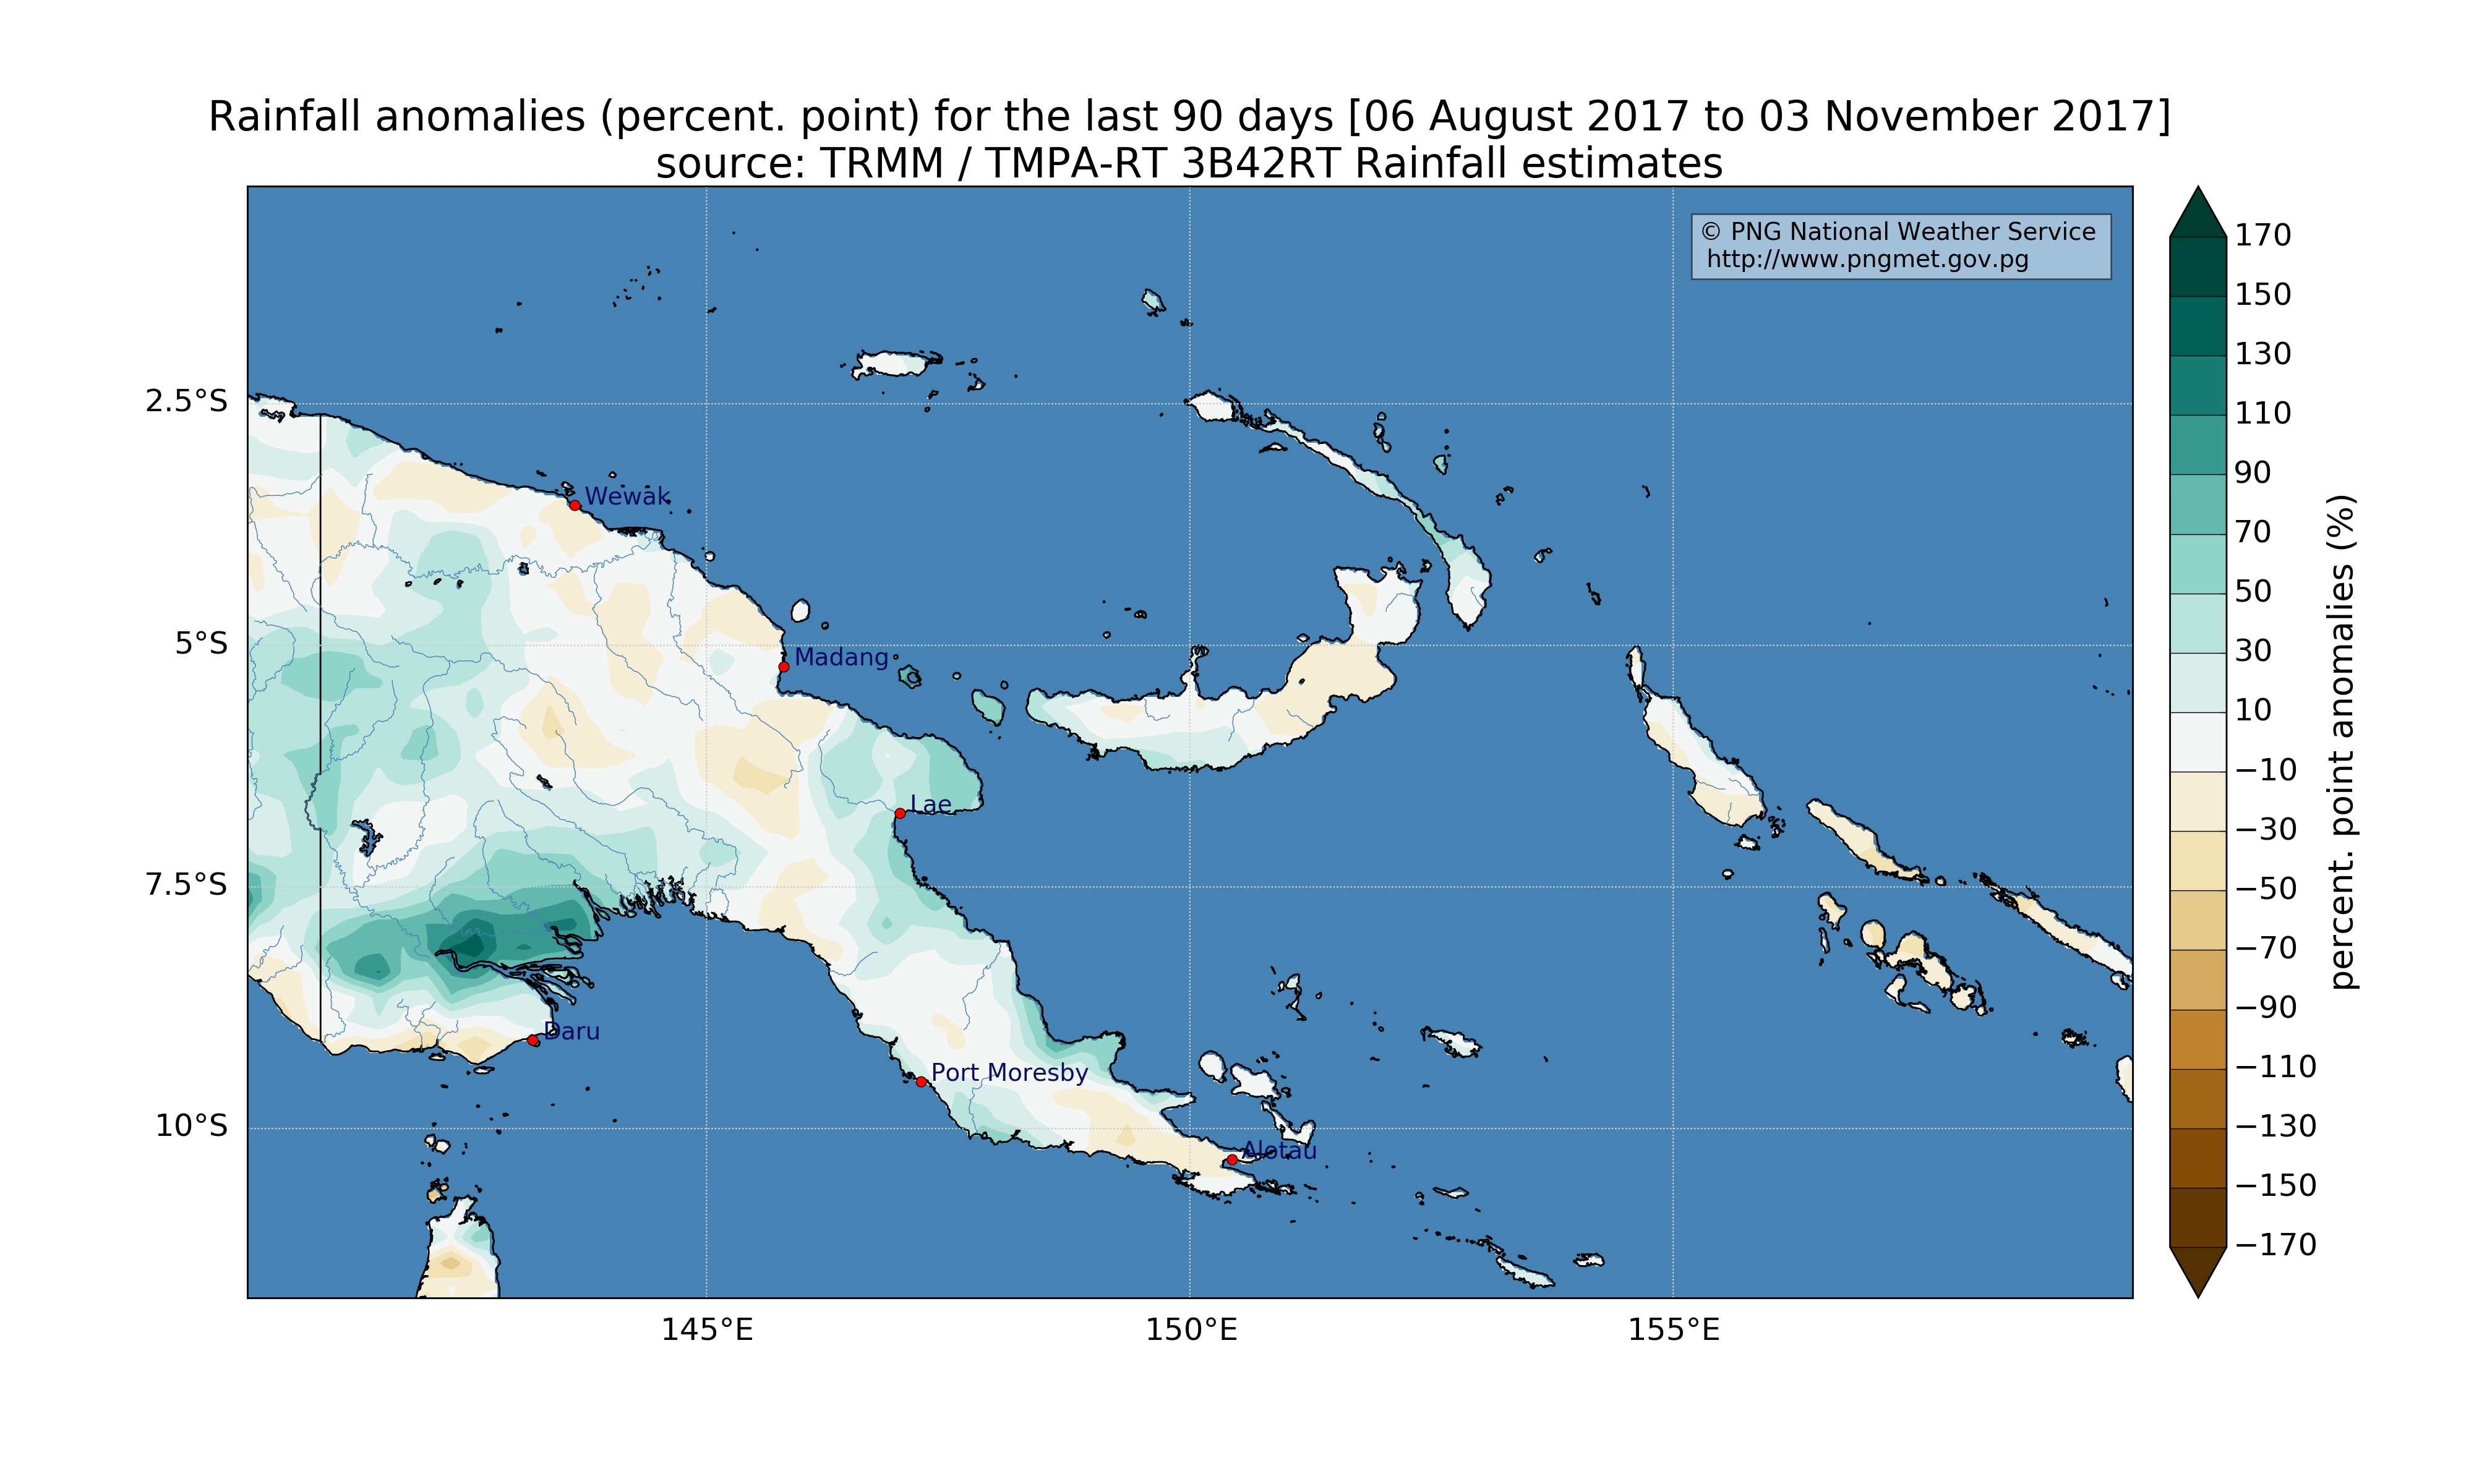 Rainfall anomalies (percent. point) for the last 90 days [06 August 2017 to 03 November 2017]
source: TRMM / TMPA-RT 3B42RT Rainfall estimates
© PNG National Weather Service
http://www.pngmet.gov.pg
2.5°S
5°S
7.5°S
10°S
Wewak
Madang
Lae
Daru
Port Moresby
Alotau
145°E
150°E
155°E
170
150
130
110
90
70
50
30
10
−10
−30
−50
−70
−90
−110
−130
−150
−170
percent. point anomalies (%)